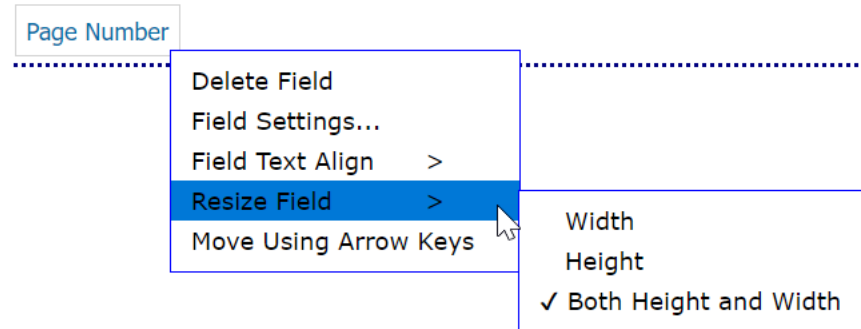 Page Number
Delete Field
Field Settings...
Field Text Align >
Resize Field >
Move Using Arrow Keys
Width
Height
✓ Both Height and Width